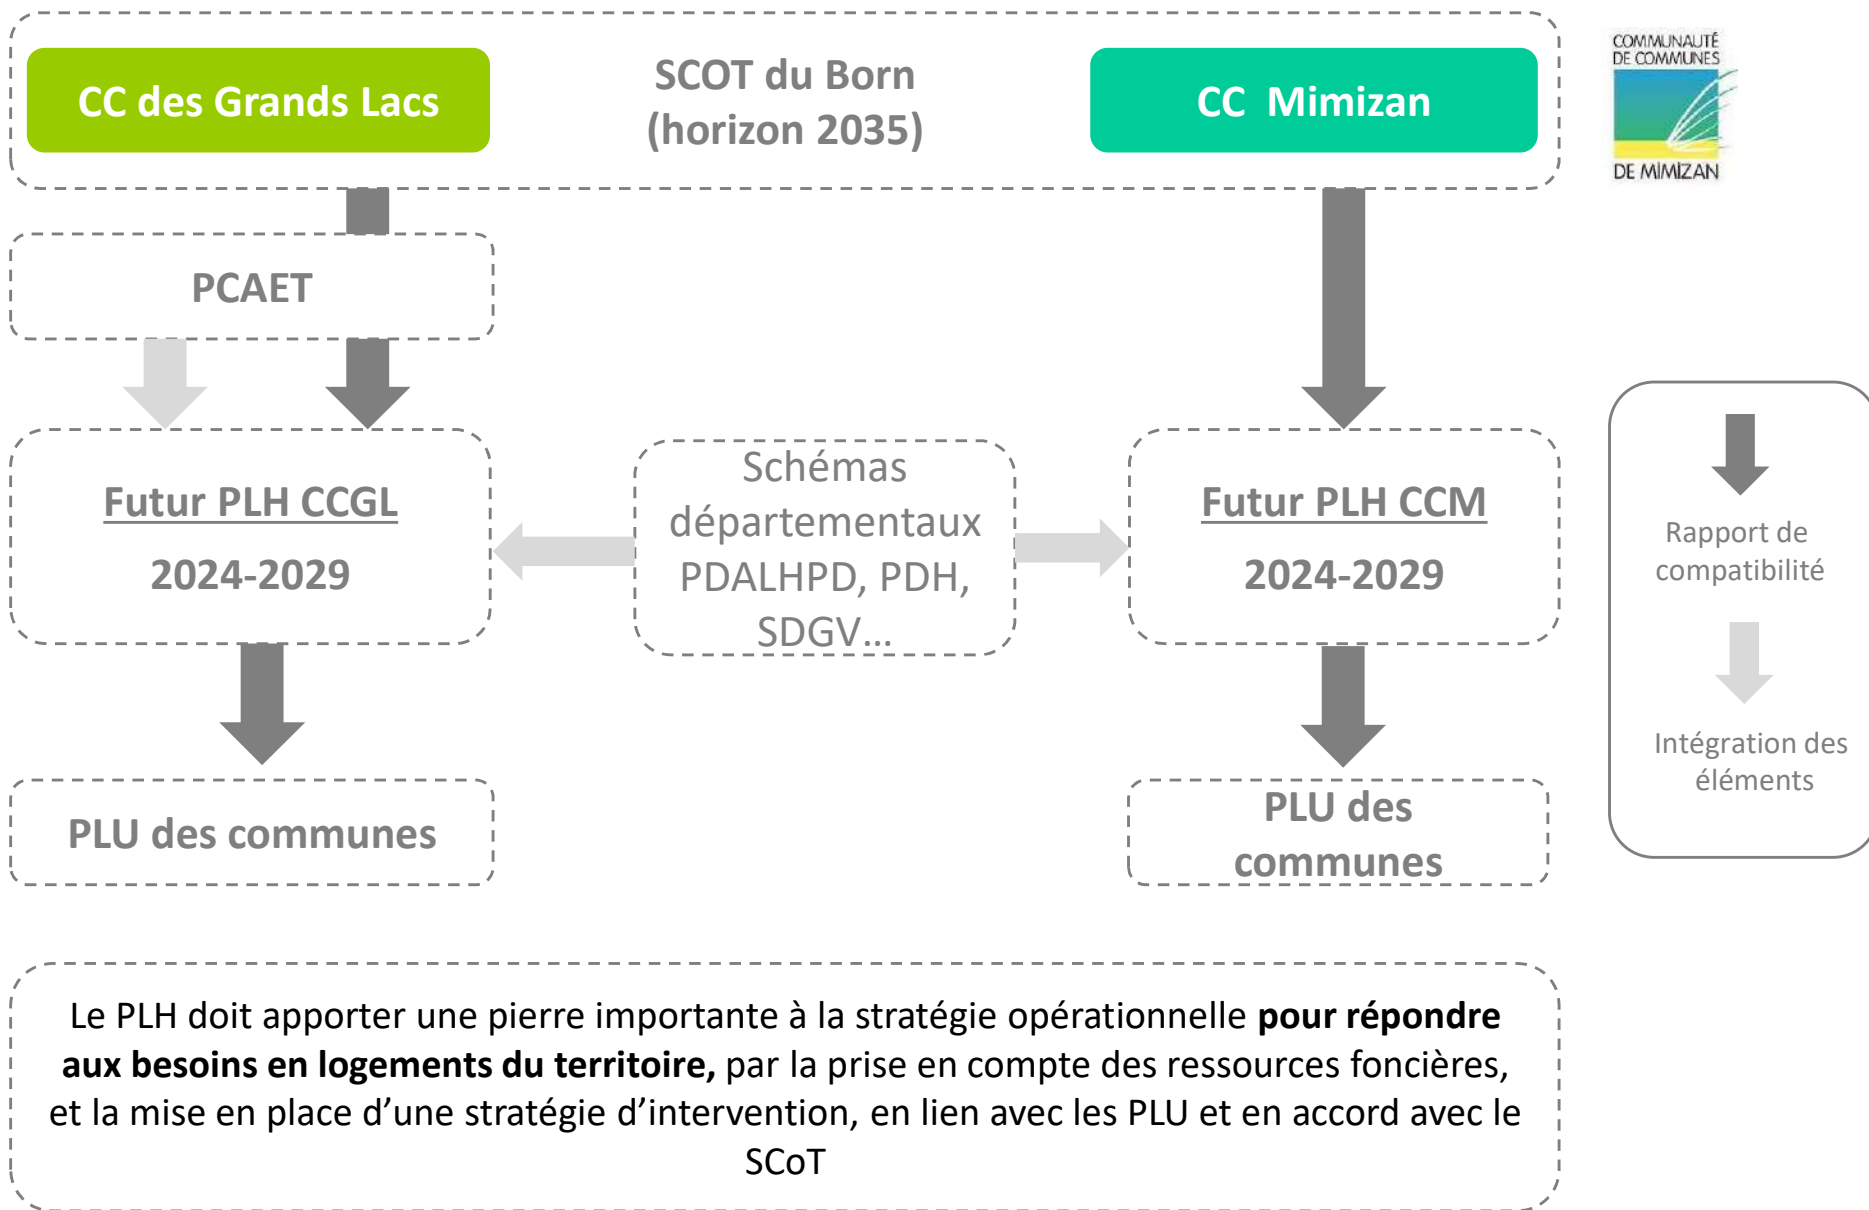 CC des Grands Lacs
SCOT du Born
(horizon 2035)
CC Mimizan
COMMUNAUTÉ
DE COMMUNES
DE MIMIZAN
PCAET
Futur PLH CCGL
2024-2029
Schémas
départementaux
PDALHPD, PDH,
SDGV...
Futur PLH CCM
2024-2029
Rapport de
compatibilité
Intégration des
éléments
PLU des communes
PLU des
communes
Le PLH doit apporter une pierre importante à la stratégie opérationnelle pour répondre
aux besoins en logements du territoire, par la prise en compte des ressources foncières,
et la mise en place d’une stratégie d’intervention, en lien avec les PLU et en accord avec le
SCoT